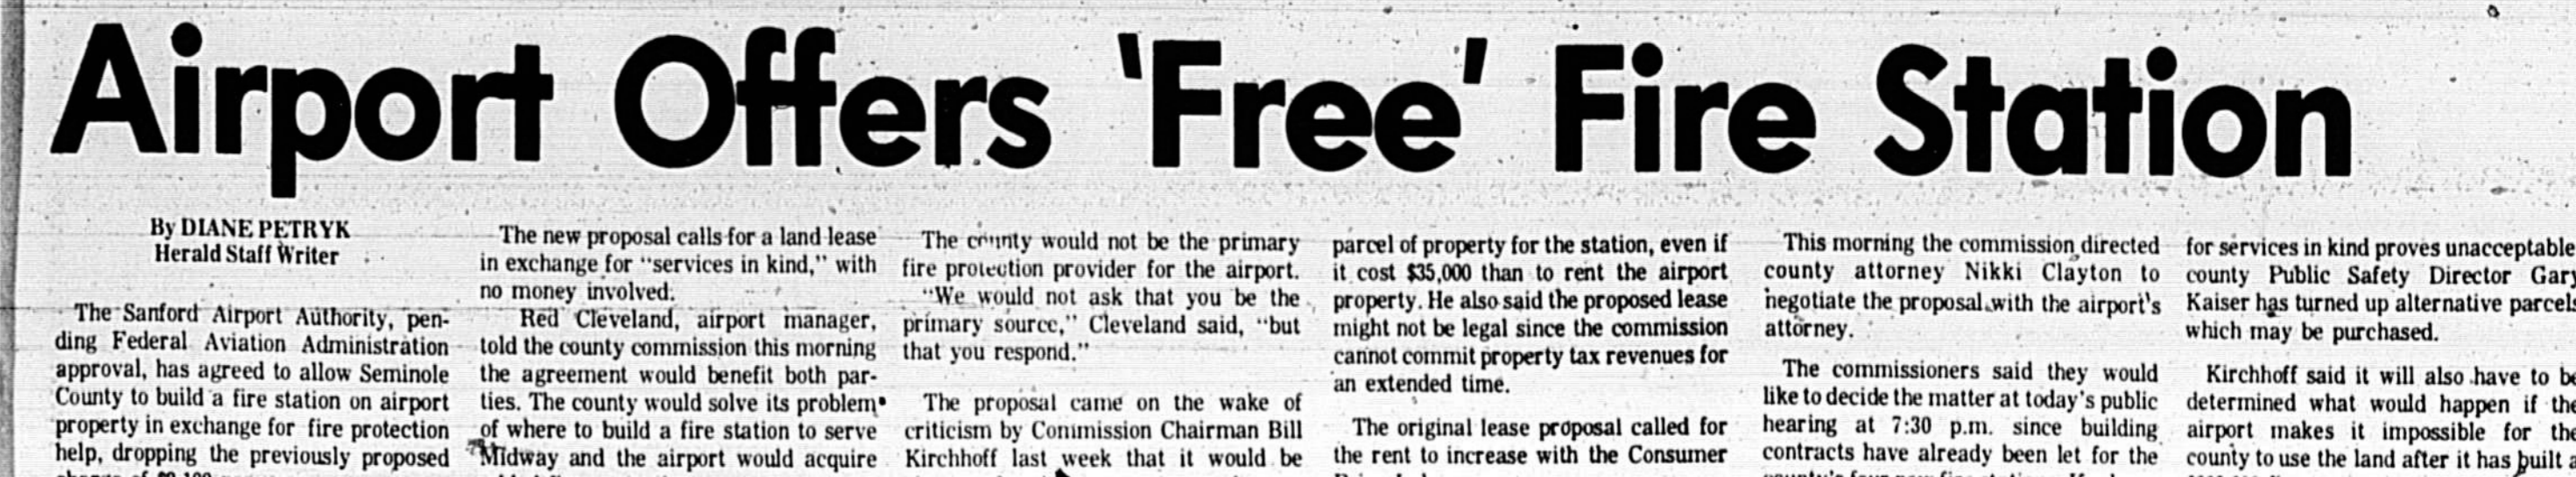 Airport Offers 'Free' Fire Station
By DIANE PETRYK
Herald Staff Writer
The Sanford Airport Authority, pen-
ding Federal Aviation Administration
approval, has agreed to allow Seminole
County to build a fire station on airport
property in exchange for fire protection
help, dropping the previously proposed
The new proposal calls for a land lease
in exchange for "services in kind," with
no money involved.
Red Cleveland, airport manager,
told the county commission this morning
the agreement would benefit both par-
ties. The county would solve its problem
of where to build a fire station to serve
Midway and the airport would acquire
The county would not be the primary
fire protection provider for the airport.
"We would not ask that you be the
primary source," Cleveland said, "but
that you respond."
The proposal came on the wake of
criticism by Commission Chairman Bill
Kirchhoff last week that it would be
parcel of property for the station, even if
it cost $35,000 than to rent the airport
property. He also said the proposed lease
might not be legal since the commission
cannot commit property tax revenues for
an extended time.
The original lease proposal called for
the rent to increase with the Consumer
This morning the commission directed
county attorney Nikki Clayton to
negotiate the proposal with the airport's
attorney.
The commissioners said they would
like to decide the matter at today's public
hearing at 7:30 p.m. since building
contracts have already been let for the
for services in kind proves unacceptable
county Public Safety Director Gary
Kaiser has turned up alternative parcels
which may be purchased.
Kirchhoff said it will also have to be
determined what would happen if the
airport makes it impossible for the
county to use the land after it has built a